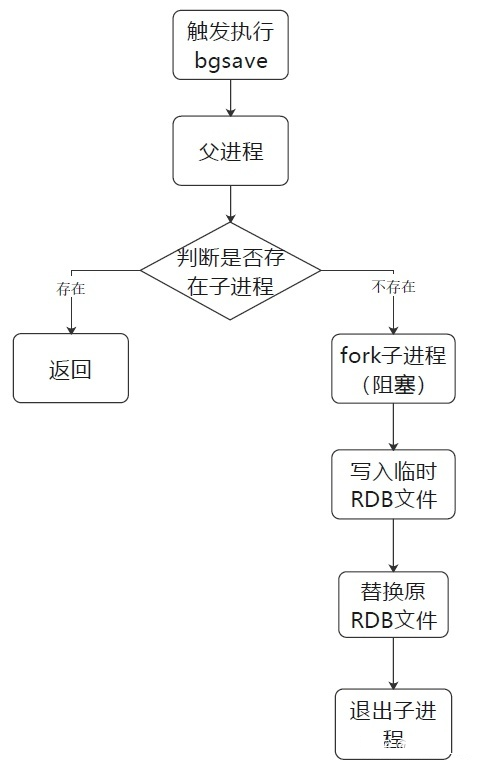 触发执行
bgsave
父进程
判断是否存
在子进程
存在
不存在
返回
fork子进程
（阻塞）
写入临时
RDB文件
替换原
RDB文件
退出子进
程